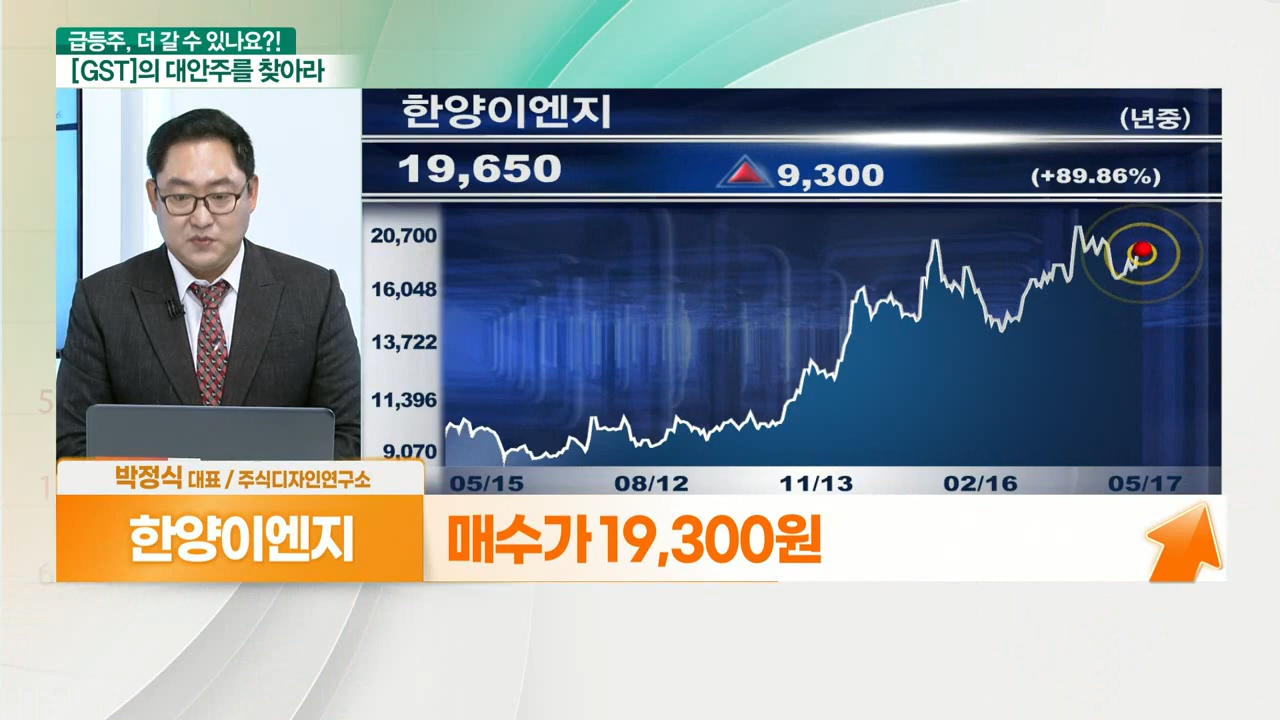 급등주, 더 갈 수 있나요?!
[GST]의 대안주를 찾아라
한양이엔지
(년중)
19,650
9,300
(+89.86%)
20,700
16,048
13,722
11,396
9,070
05/15
08/12
11/13
02/16
05/17
박정식 대표 / 주식디자인연구소
한양이엔지
매수가 19,300원